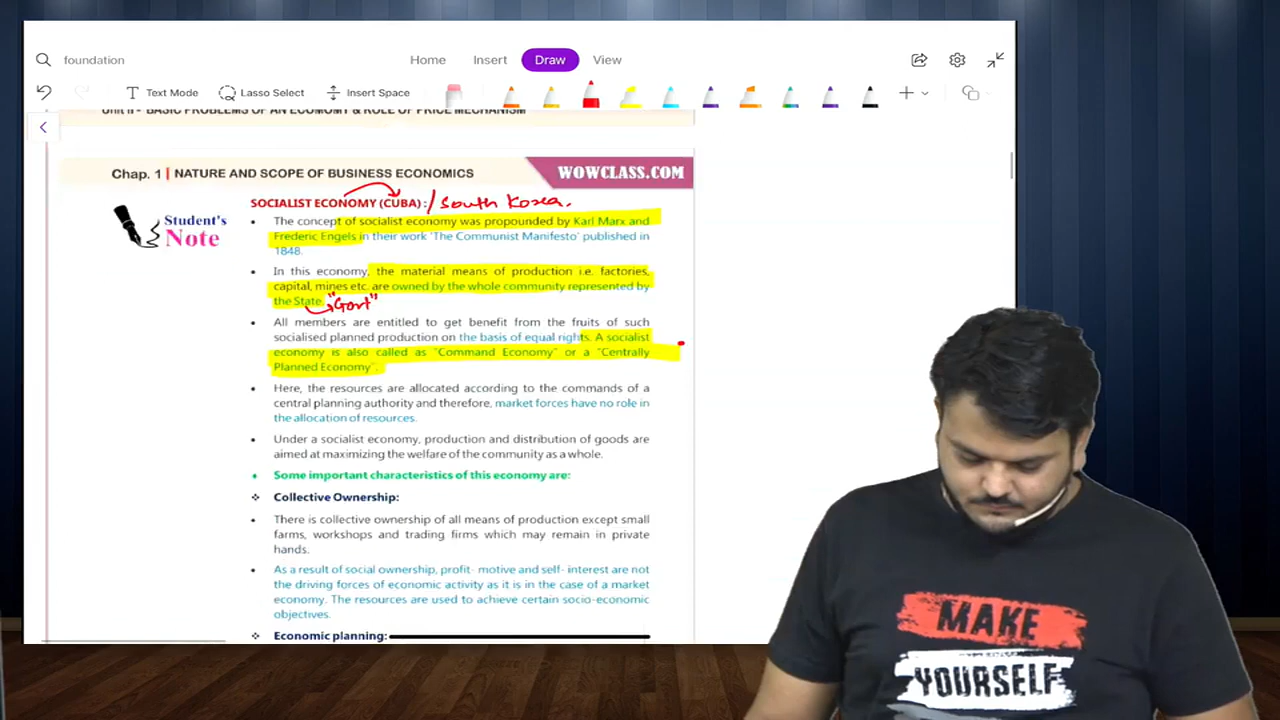 foundation
Home
Insert
Draw
View
Text Mode
Lasso Select
Insert Space
Unit II - BASIC PROBLEMS OF AN ECONOMY & ROLE OF PRICE MECHANISM
Chap. 1 | NATURE AND SCOPE OF BUSINESS ECONOMICS
WOWCLASS.COM
Student's
Note
SOCIALIST ECONOMY (CUBA) : / South Korea.
• The concept of socialist economy was propounded by Karl Marx and
Frederic Engels in their work 'The Communist Manifesto' published in
1848.
• In this economy, the material means of production i.e. factories,
capital, mines etc. are owned by the whole community represented by
the State. "Govt"
• All members are entitled to get benefit from the fruits of such
socialised planned production on the basis of equal rights. A socialist
economy is also called as "Command Economy" or a "Centrally
Planned Economy".
• Here, the resources are allocated according to the commands of a
central planning authority and therefore, market forces have no role in
the allocation of resources.
• Under a socialist economy, production and distribution of goods are
aimed at maximizing the welfare of the community as a whole.
Some important characteristics of this economy are:
Collective Ownership:
• There is collective ownership of all means of production except small
farms, workshops and trading firms which may remain in private
hands.
• As a result of social ownership, profit- motive and self- interest are not
the driving forces of economic activity as it is in the case of a market
economy. The resources are used to achieve certain socio-economic
objectives.
Economic planning:
MAKE
YOURSELF